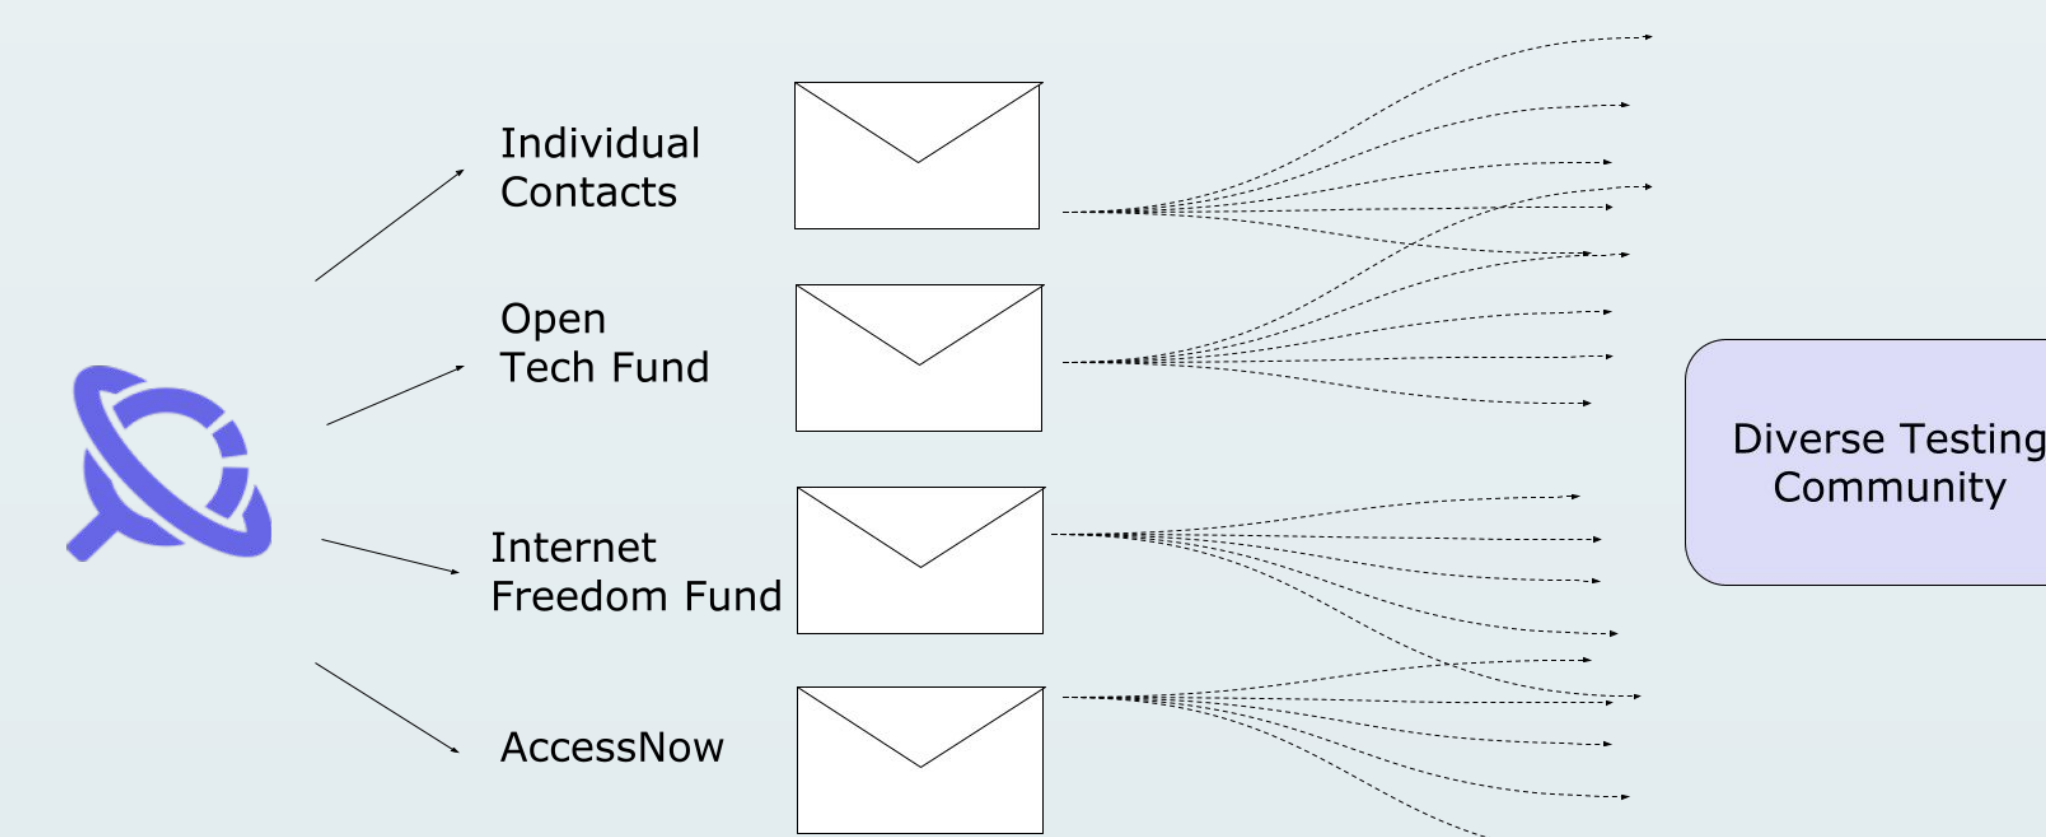 Individual
Contacts
Open
Tech Fund
Internet
Freedom Fund
AccessNow
Diverse Testing
Community